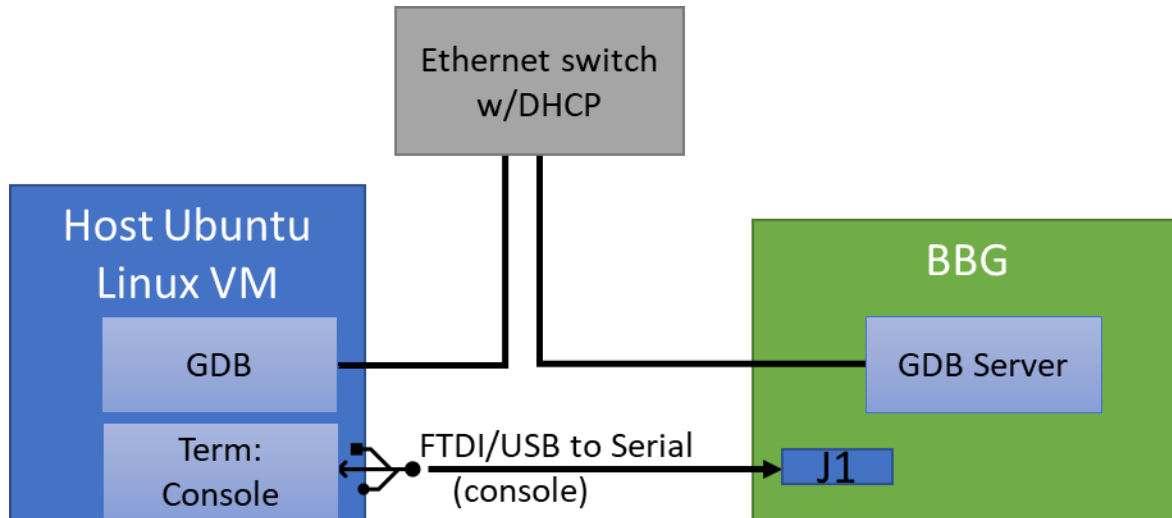 Ethernet switch
w/DHCP
Host Ubuntu
Linux VM
BBG
GDB
GDB Server
Term:
Console
FTDI/USB to Serial
(console)
J1